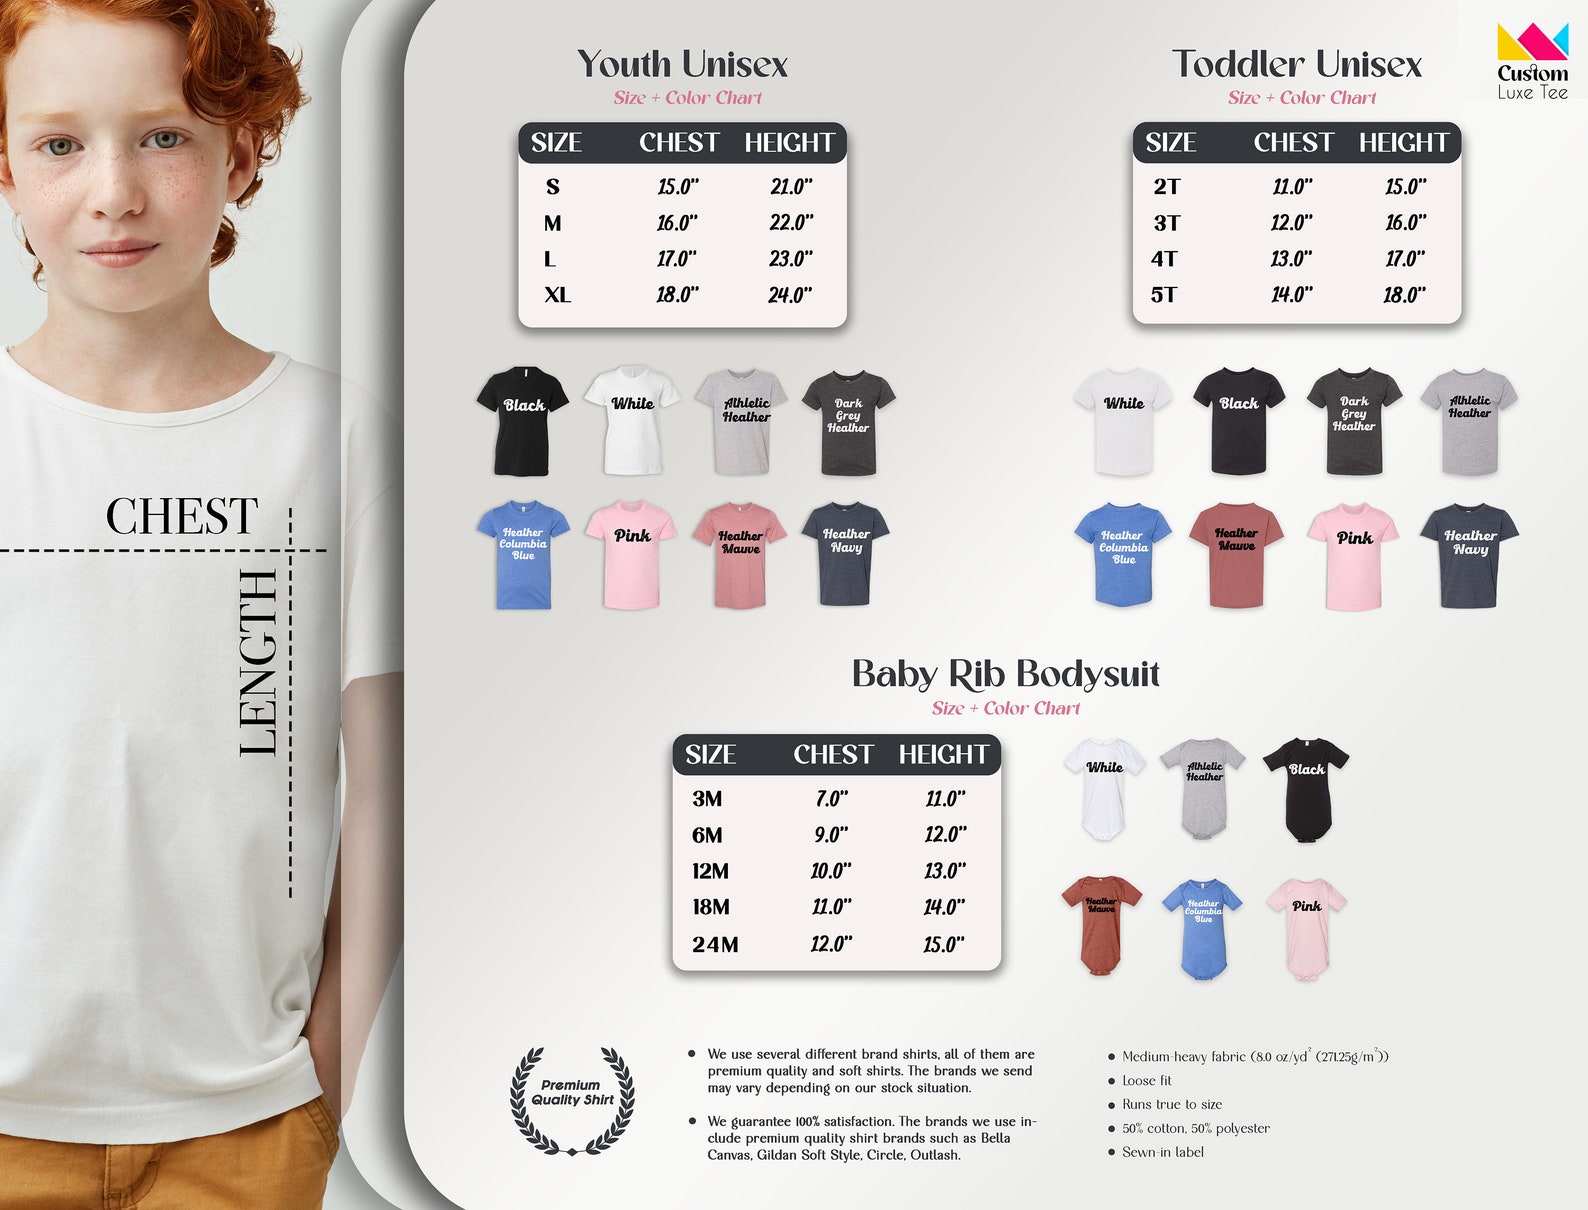 Custom
Luxe Tee
CHEST
LENGTH
Youth Unisex
Size + Color Chart
SIZE CHEST HEIGHT
S 15.0" 21.0"
M 16.0" 22.0"
L 17.0" 23.0"
XL 18.0" 24.0"
Black
White
Athletic
Heather
Dark
Grey
Heather
Heather
Columbia
Blue
Pink
Heather
Mauve
Heather
Navy
Toddler Unisex
Size + Color Chart
SIZE CHEST HEIGHT
2T 11.0" 15.0"
3T 12.0" 16.0"
4T 13.0" 17.0"
5T 14.0" 18.0"
White
Black
Dark
Grey
Heather
Athletic
Heather
Heather
Columbia
Blue
Heather
Mauve
Pink
Heather
Navy
Baby Rib Bodysuit
Size + Color Chart
SIZE CHEST HEIGHT
3M 7.0" 11.0"
6M 9.0" 12.0"
12M 10.0" 13.0"
18M 11.0" 14.0"
24M 12.0" 15.0"
White
Athletic
Heather
Black
Heather
Mauve
Heather
Columbia
Blue
Pink
Premium
Quality Shirt
• We use several different brand shirts, all of them are
premium quality and soft shirts. The brands we send
may vary depending on our stock situation.
• We guarantee 100% satisfaction. The brands we use in-
clude premium quality shirt brands such as Bella
Canvas, Gildan Soft Style, Circle, Outlash.
• Medium-heavy fabric (8.0 oz/yd² (271.25g/m²))
• Loose fit
• Runs true to size
• 50% cotton, 50% polyester
• Sewn-in label